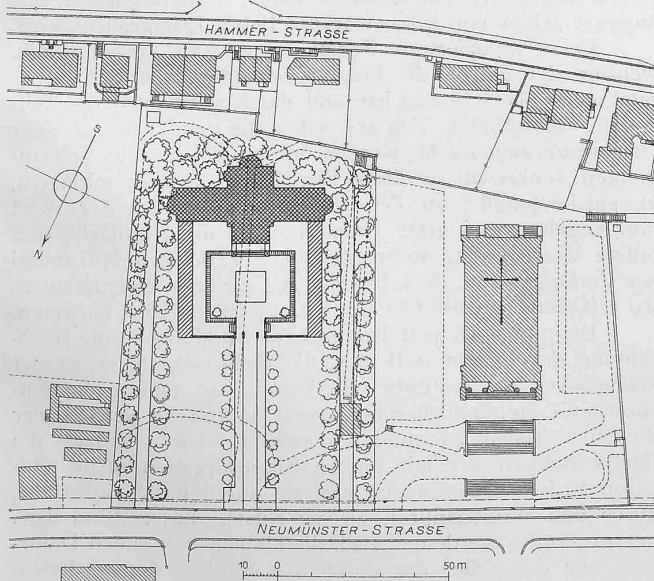 HAMMER - STRASSE
S
N
NEUMÜNSTER - STRASSE
10 0 50 m